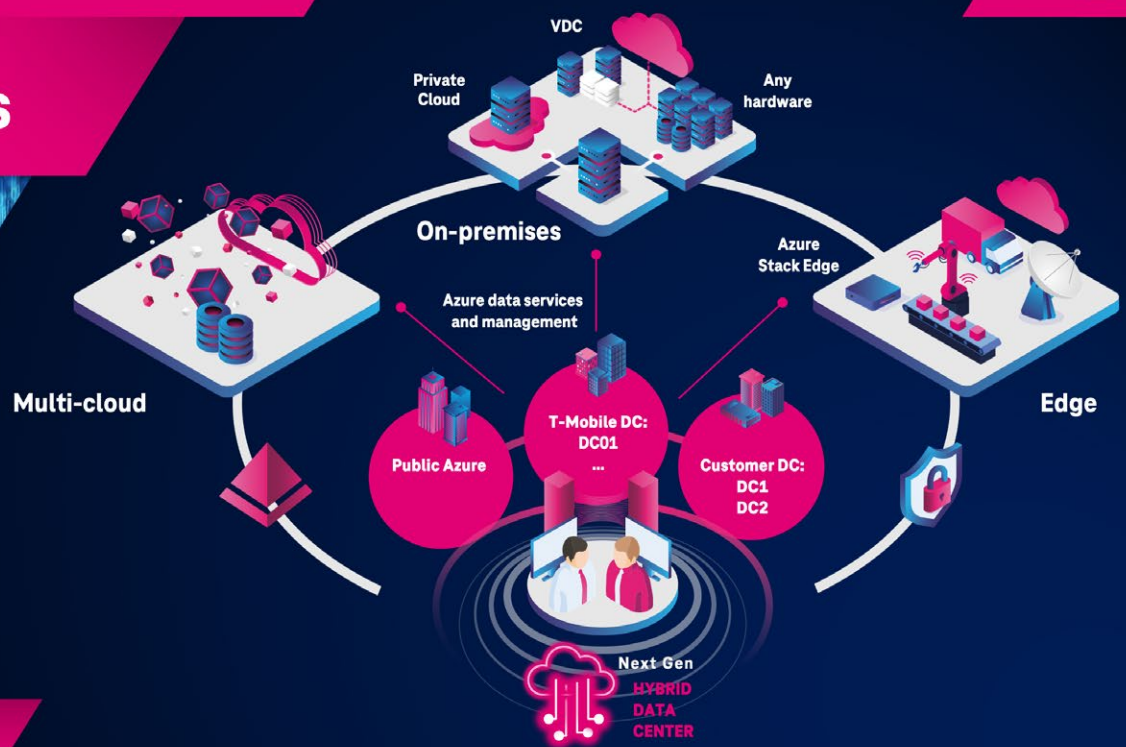 s
VDC
Private
Cloud
Any
hardware
On-premises
Azure
Stack Edge
Azure data services
and management
Multi-cloud
Edge
T-Mobile DC:
DC01
...
Public Azure
Customer DC:
DC1
DC2
Next Gen
HYBRID
DATA
CENTER